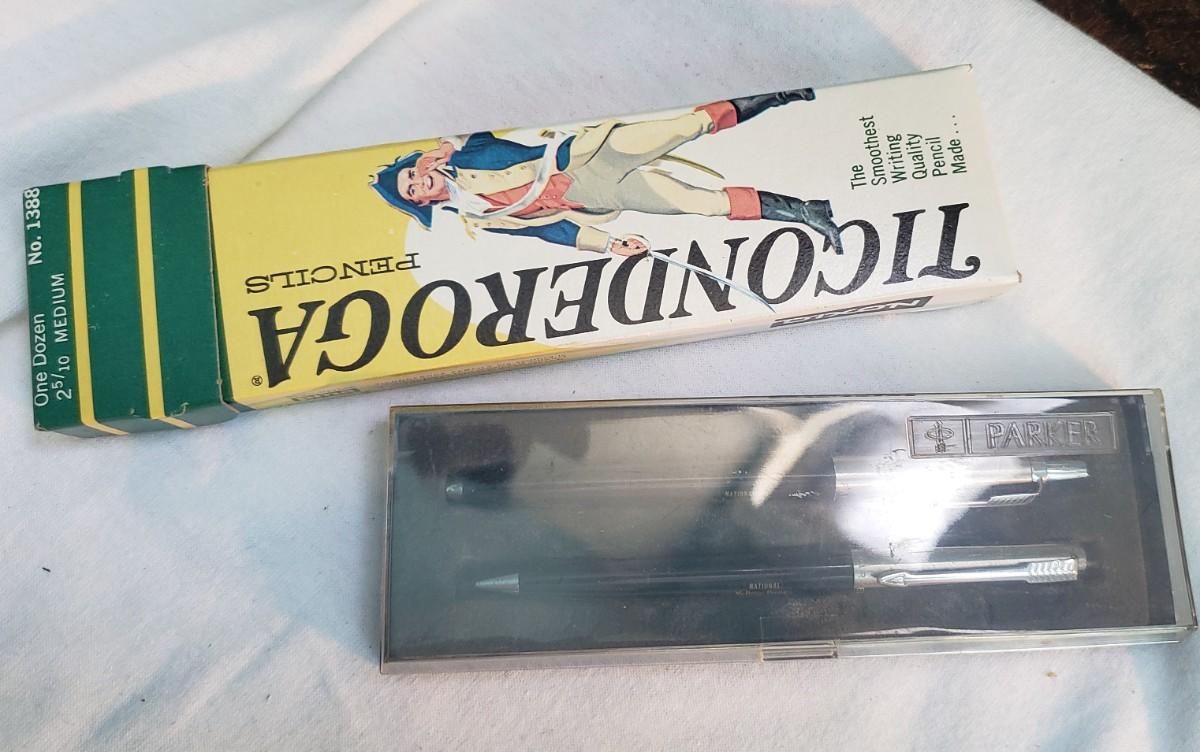 One Dozen No. 1388
2 5/10 MEDIUM
TICONDEROGA®
PENCILS
The
Smoothest
Writing
Quality
Pencil
Made....
PARKER
NATIONAL
NATIONAL